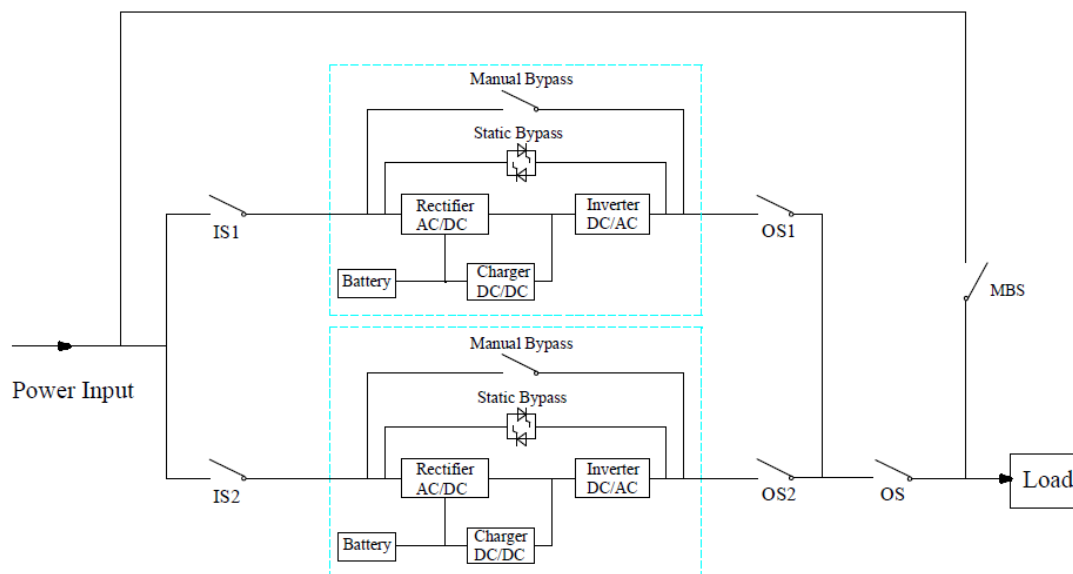 Manual Bypass
Static Bypass
Rectifier
AC/DC
Inverter
DC/AC
IS1
OS1
Battery
Charger
DC/DC
MBS
Power Input
Manual Bypass
Static Bypass
Rectifier
AC/DC
Inverter
DC/AC
IS2
OS2
OS
Load
Battery
Charger
DC/DC